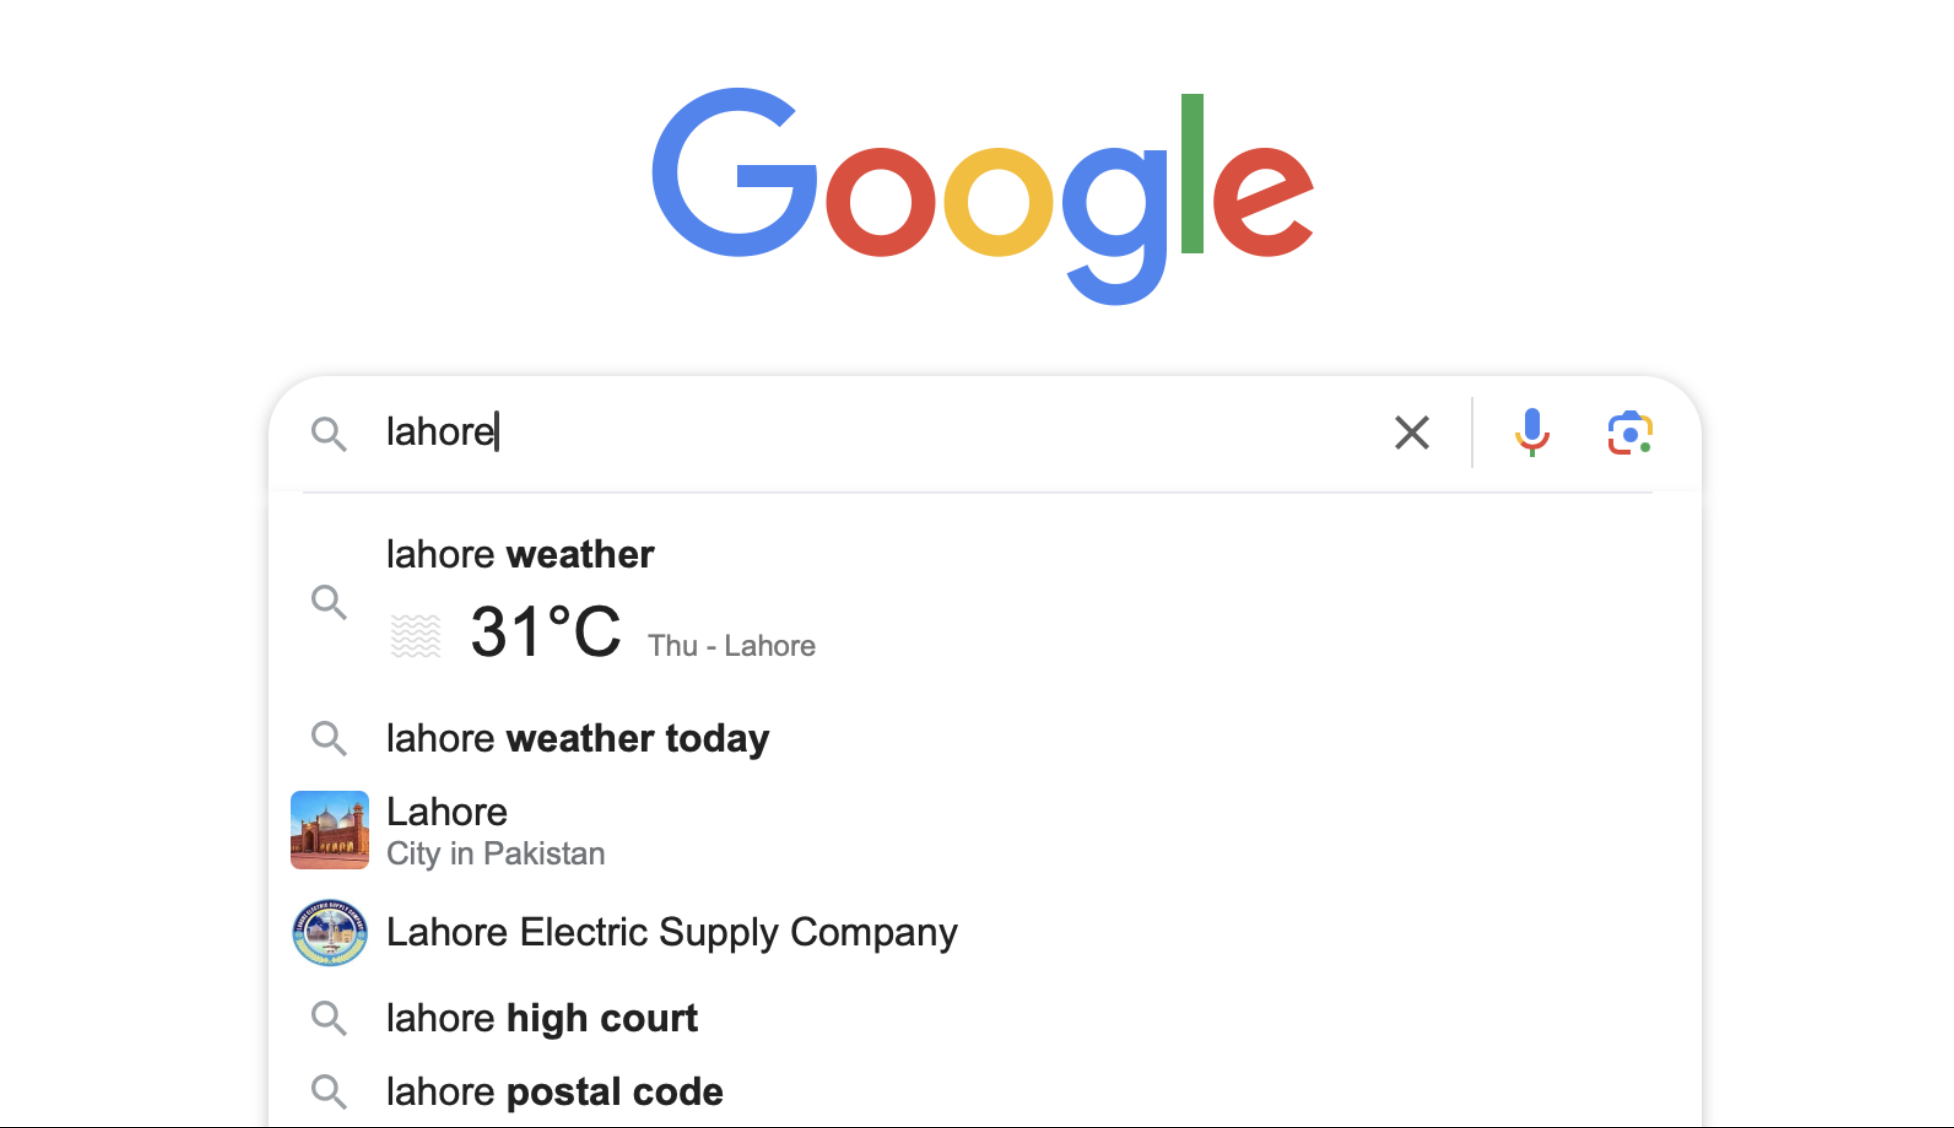 Google
lahore
lahore weather
31°C Thu - Lahore
lahore weather today
Lahore
City in Pakistan
Lahore Electric Supply Company
lahore high court
lahore postal code